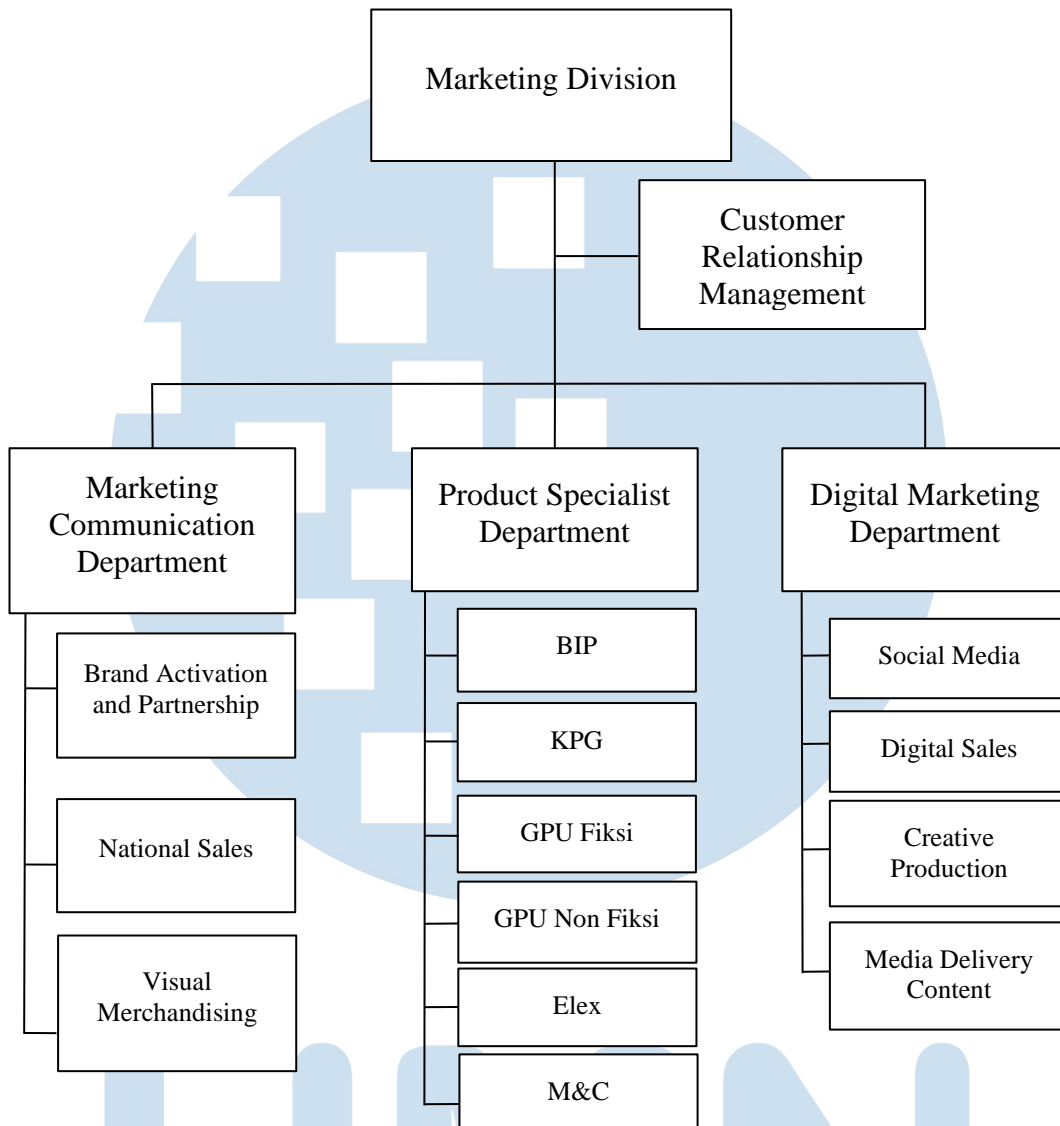 Marketing Division
Customer
Relationship
Management
Marketing
Communication
Department
Brand Activation
and Partnership
National Sales
Visual
Merchandising
Product Specialist
Department
BIP
KPG
GPU Fiksi
GPU Non Fiksi
Elex
M&C
Digital Marketing
Department
Social Media
Digital Sales
Creative
Production
Media Delivery
Content